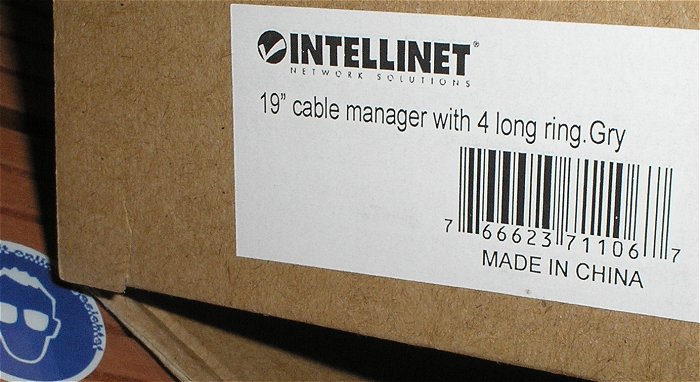 INTELLINET®
NETWORK SOLUTIONS
19" cable manager with 4 long ring.Gry
7 66623 71106 7
MADE IN CHINA